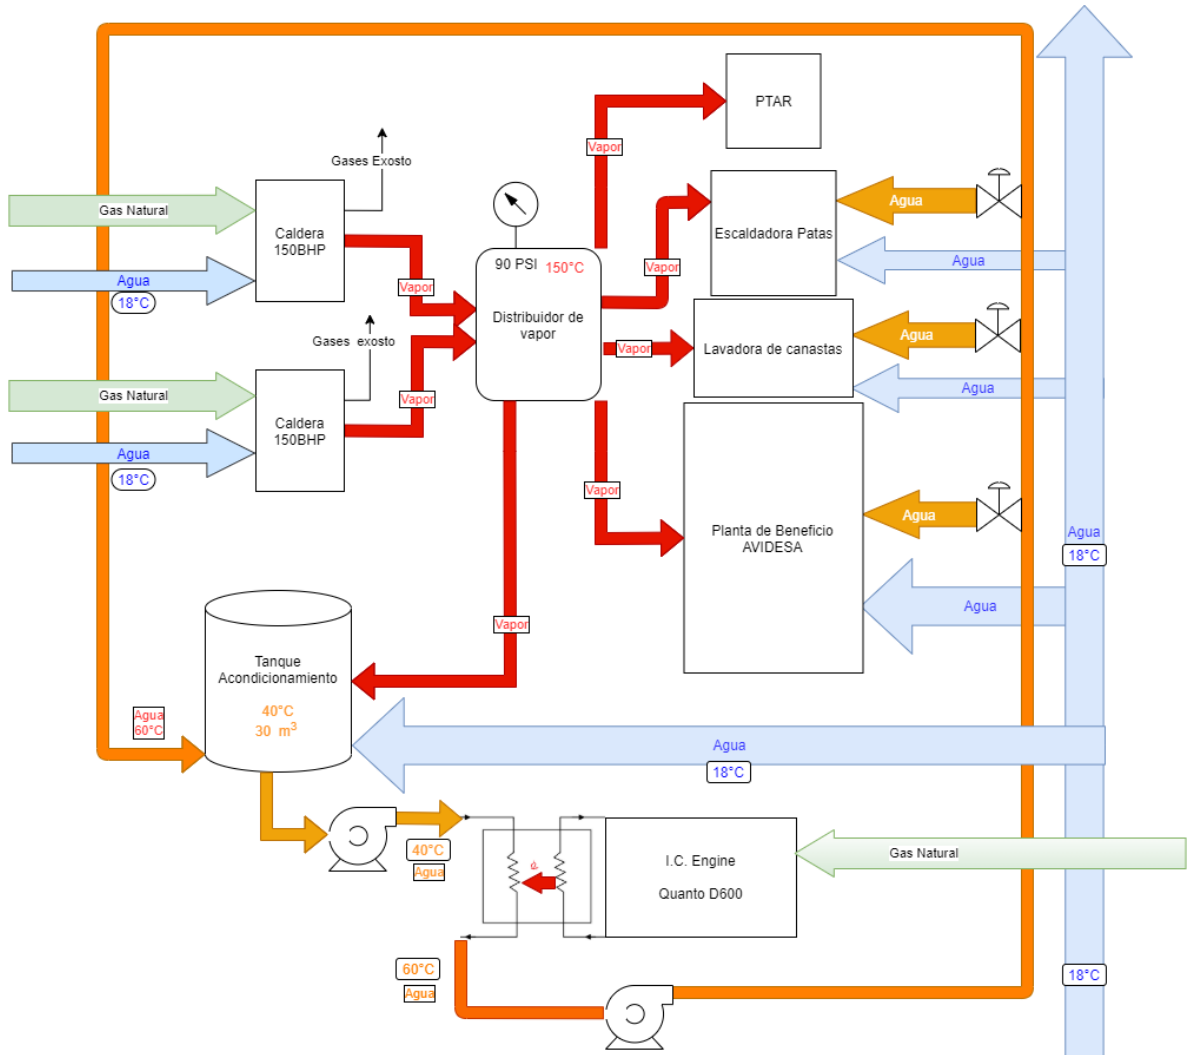 PTAR
Vapor
Gases Exosto
Gas Natural
Caldera
150BHP
Agua
18°C
Vapor
90 PSI
150°C
Distribuidor de
vapor
Vapor
Escaldadora Patas
Agua
Agua
Gases exosto
Gas Natural
Caldera
150BHP
Agua
18°C
Vapor
Vapor
Lavadora de canastas
Agua
Agua
Vapor
Planta de Beneficio
AVIDESA
Agua
Agua
Agua
18°C
Vapor
Tanque
Acondicionamiento
40°C
30 m³
Agua
60°C
Agua
18°C
40°C
Agua
q̇
I.C. Engine
Quanto D600
Gas Natural
60°C
Agua
18°C